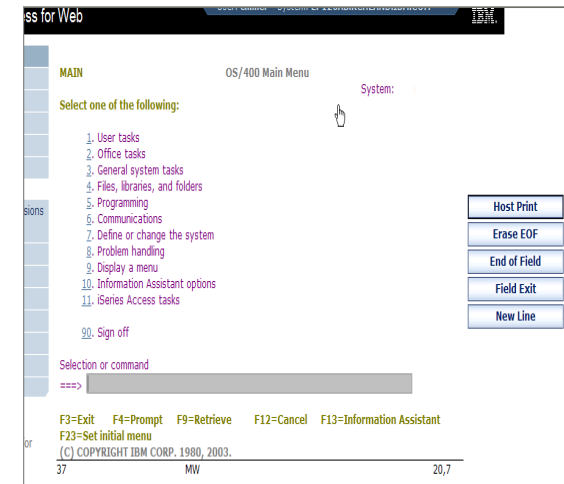 ss for Web
IBM.
MAIN OS/400 Main Menu
System:
Select one of the following:
1. User tasks
2. Office tasks
3. General system tasks
4. Files, libraries, and folders
5. Programming
6. Communications
7. Define or change the system
8. Problem handling
9. Display a menu
10. Information Assistant options
11. iSeries Access tasks
90. Sign off
Selection or command
===>
F3=Exit F4=Prompt F9=Retrieve F12=Cancel F13=Information Assistant
F23=Set initial menu
(C) COPYRIGHT IBM CORP. 1980, 2003.
37 MW 20,7
sions
or
Host Print
Erase EOF
End of Field
Field Exit
New Line